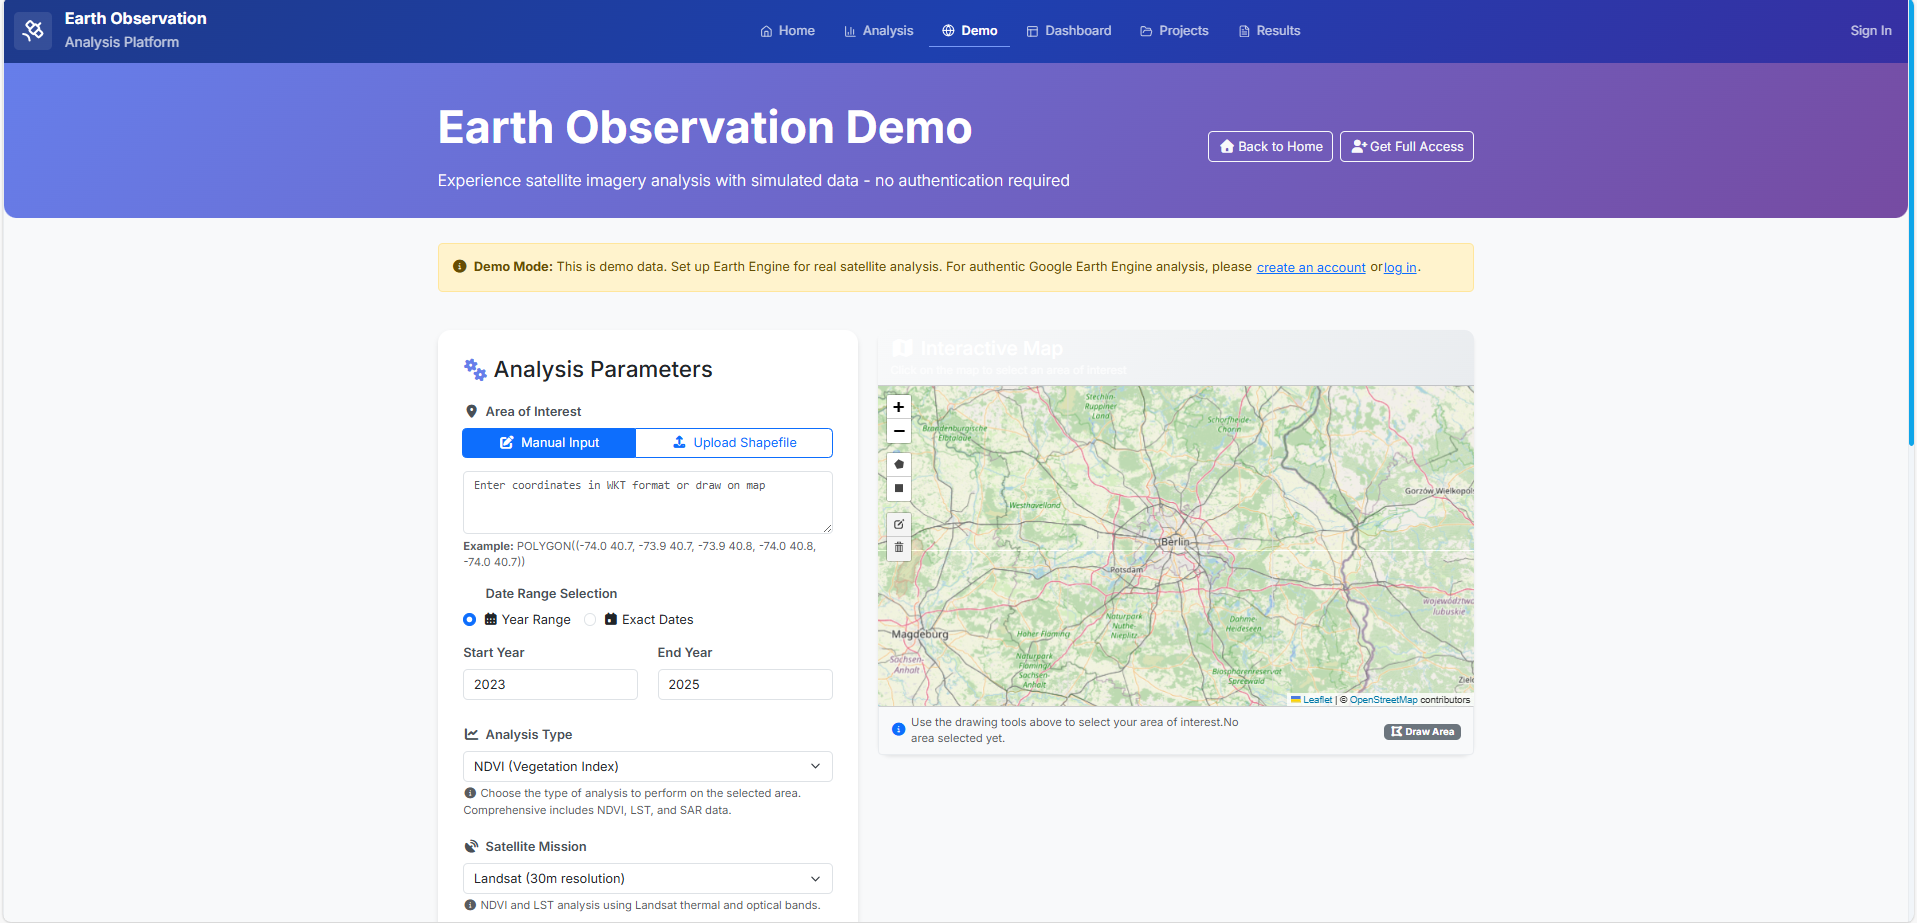 Earth Observation
Analysis Platform
Home
Analysis
Demo
Dashboard
Projects
Results
Sign In
Earth Observation Demo
Experience satellite imagery analysis with simulated data - no authentication required
Back to Home
Get Full Access
Demo Mode: This is demo data. Set up Earth Engine for real satellite analysis. For authentic Google Earth Engine analysis, please create an account or log in.
Analysis Parameters
Area of Interest
Manual Input
Upload Shapefile
Enter coordinates in WKT format or draw on map
Example: POLYGON((-74.0 40.7, -73.9 40.7, -73.9 40.8, -74.0 40.8,
-74.0 40.7))
Date Range Selection
Year Range
Exact Dates
Start Year
End Year
2023
2025
Analysis Type
NDVI (Vegetation Index)
Choose the type of analysis to perform on the selected area.
Comprehensive includes NDVI, LST, and SAR data.
Satellite Mission
Landsat (30m resolution)
NDVI and LST analysis using Landsat thermal and optical bands.
Interactive Map
Click on the map to select an area of interest
+
−
Stechlin-
Ruppiner
Land
Brandenburgische
Elbtalaue
Schorfheide-
Chorin
Gorzów Wielkopols
Westhavelland
Berlin
Potsdam
województwo
lubuskie
Magdeburg
Hoher Fläming
Naturpark
Nuthe-
Nieplitz
Dahme-
Heideseen
Sachsen-
Anhalt
Naturpark
Fläming/
Sachsen-
Anhalt
Biosphärenreservat
Spreewald
Ziel
Leaflet | © OpenStreetMap contributors
Use the drawing tools above to select your area of interest.No
area selected yet.
Draw Area